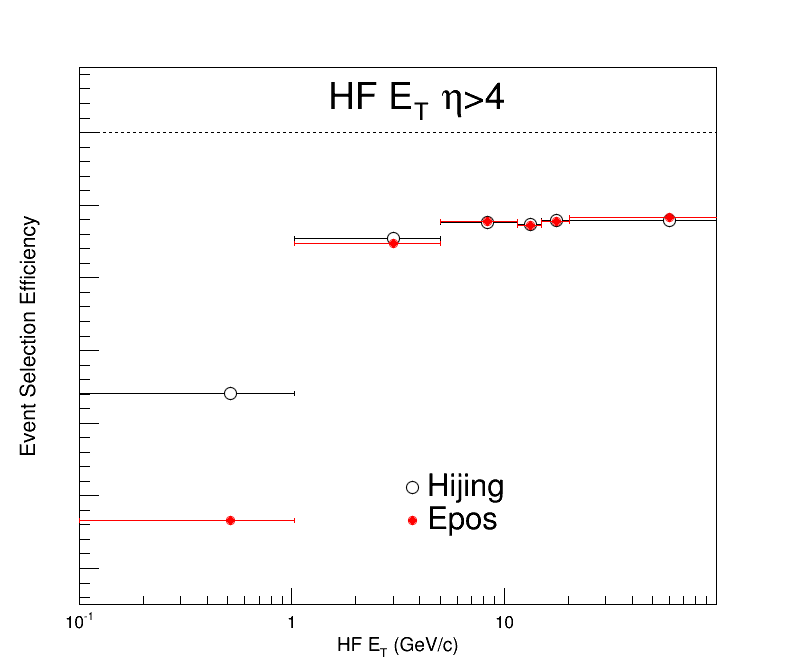 HF E_T η>4
Event Selection Efficiency
Hijing
Epos
10^-1
1
10
HF E_T (GeV/c)